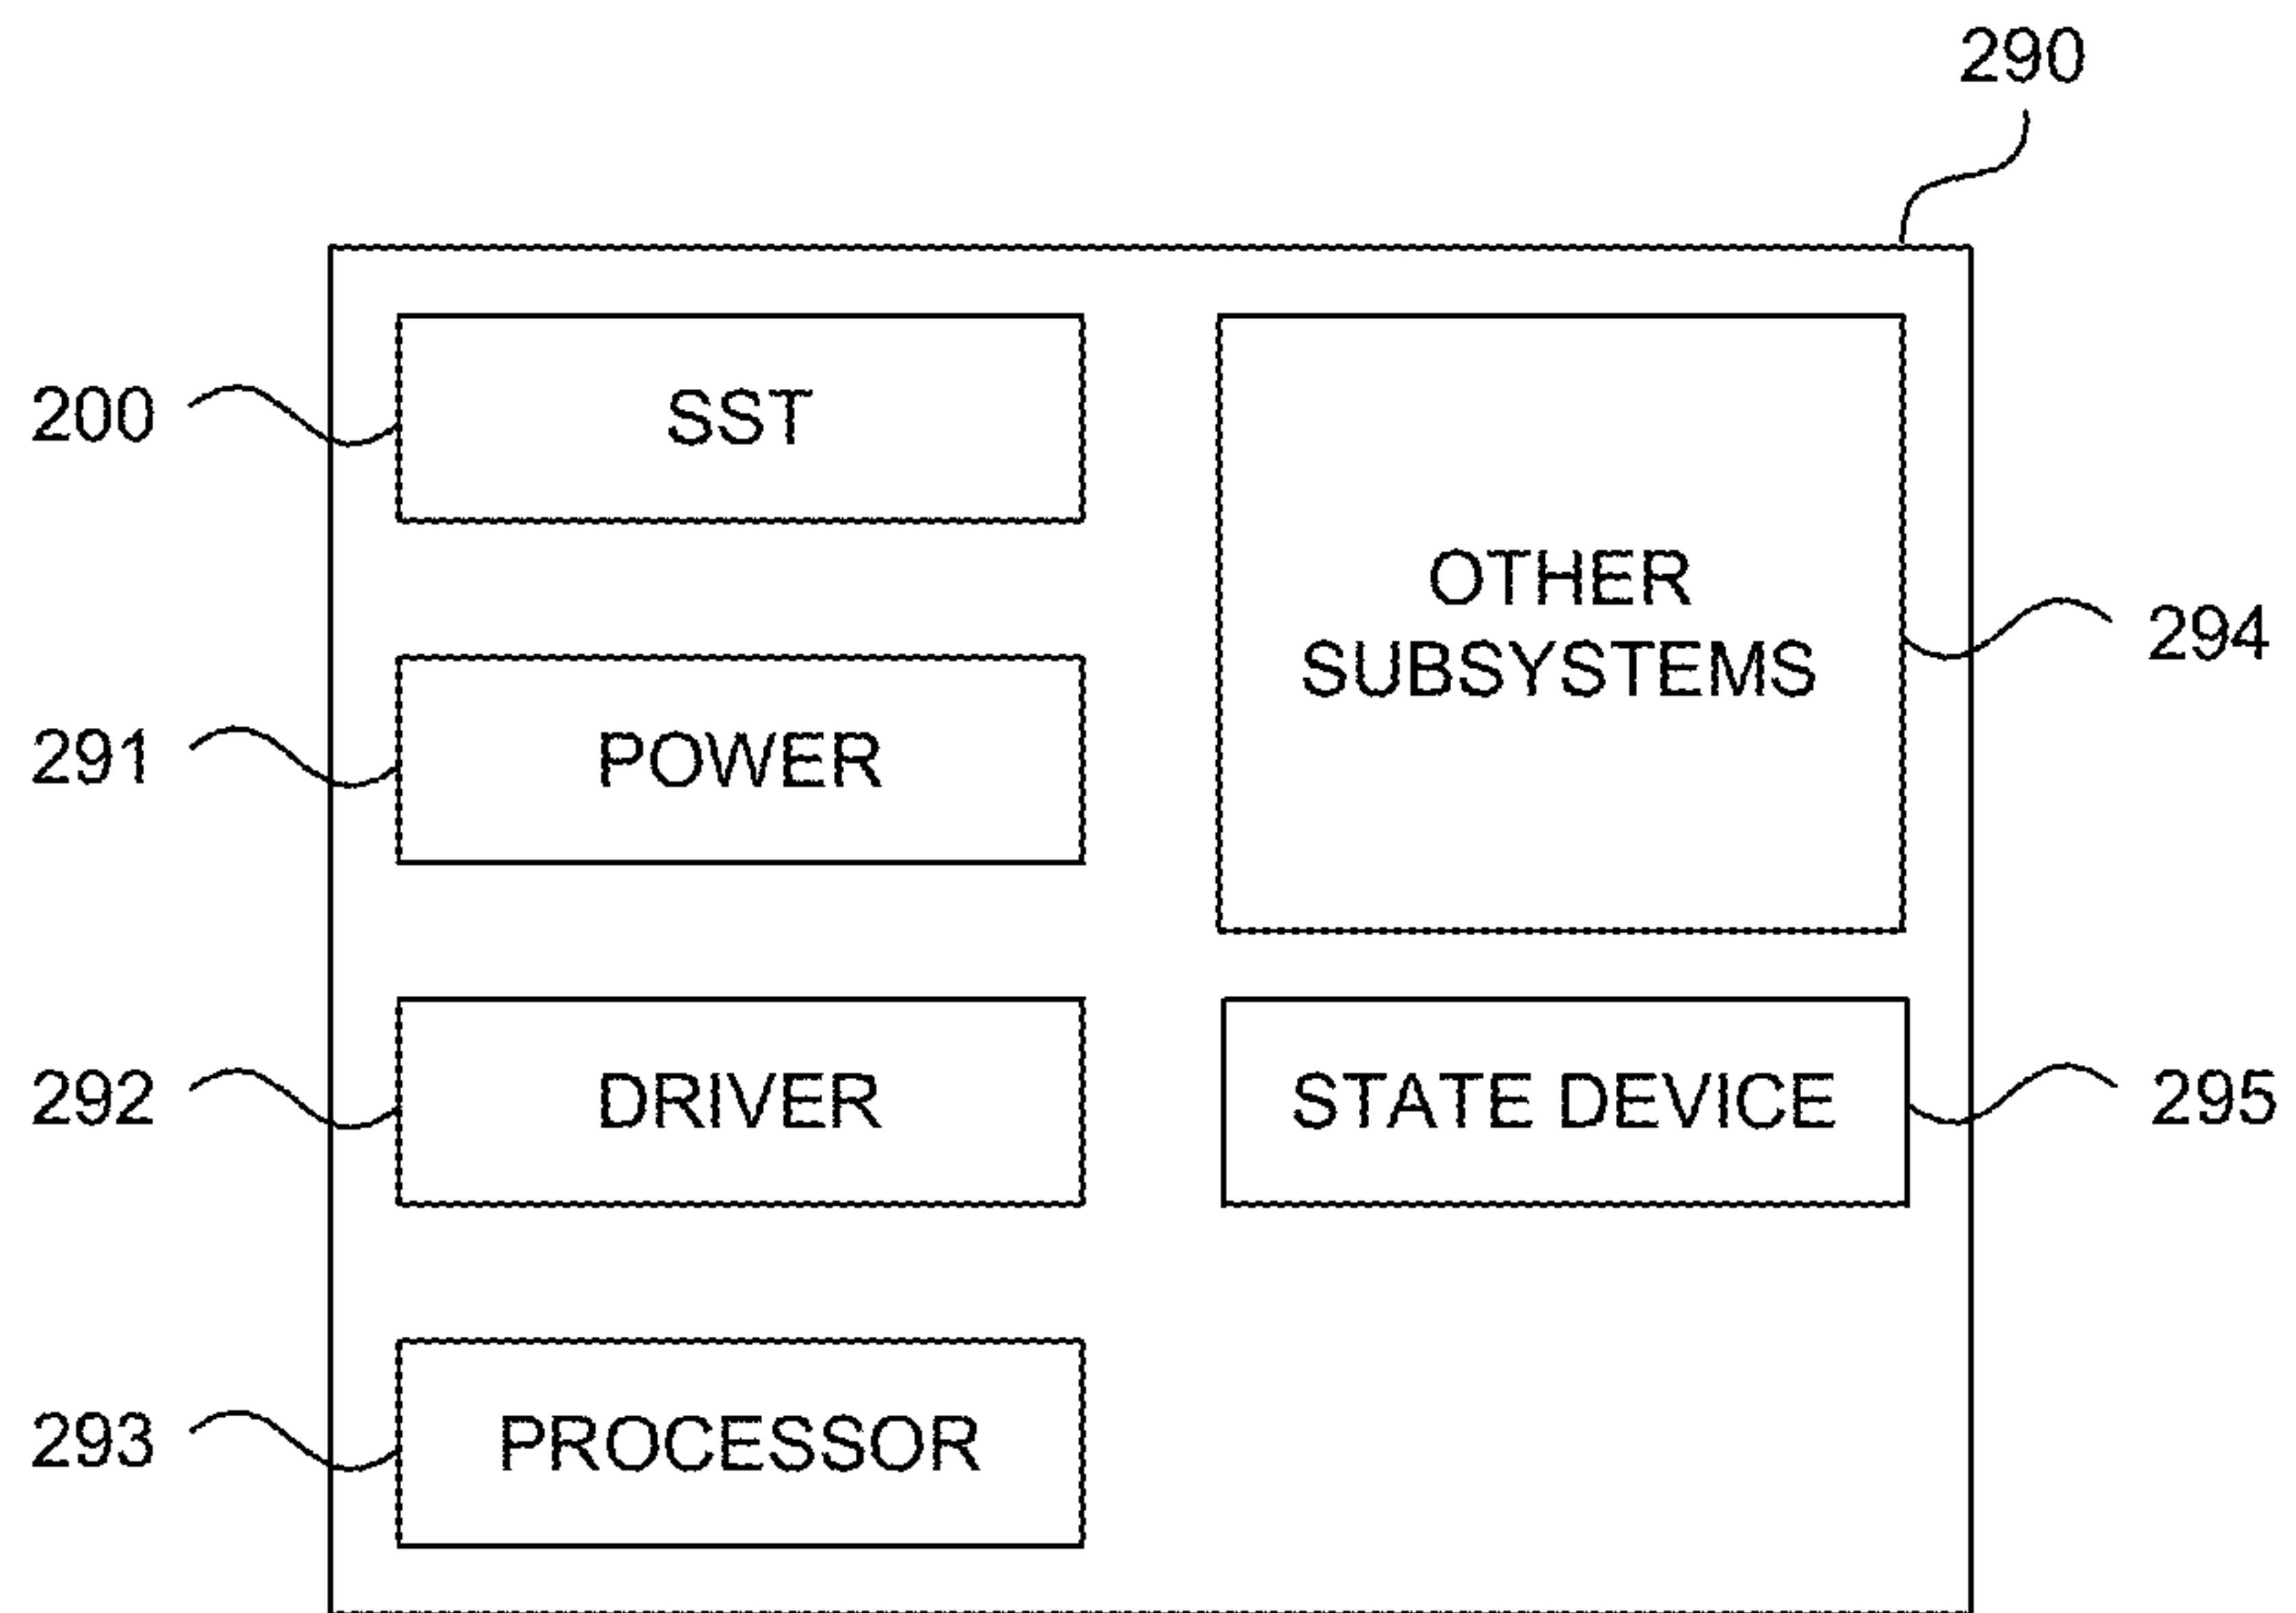 290
200
SST
OTHER
SUBSYSTEMS
294
291
POWER
292
DRIVER
STATE DEVICE
295
293
PROCESSOR